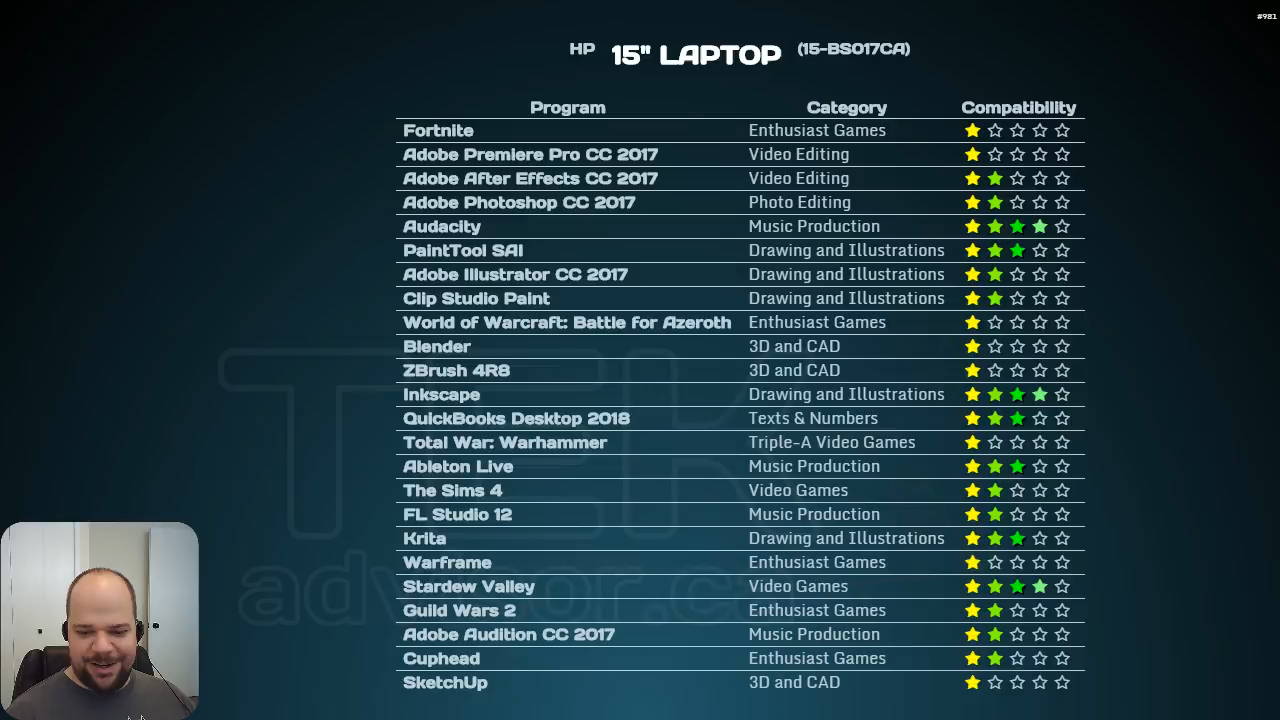 #981
HP 15" LAPTOP (15-BS017CA)
Program Category Compatibility
Fortnite Enthusiast Games
Adobe Premiere Pro CC 2017 Video Editing
Adobe After Effects CC 2017 Video Editing
Adobe Photoshop CC 2017 Photo Editing
Audacity Music Production
PaintTool SAI Drawing and Illustrations
Adobe Illustrator CC 2017 Drawing and Illustrations
Clip Studio Paint Drawing and Illustrations
World of Warcraft: Battle for Azeroth Enthusiast Games
Blender 3D and CAD
ZBrush 4R8 3D and CAD
Inkscape Drawing and Illustrations
QuickBooks Desktop 2018 Texts & Numbers
Total War: Warhammer Triple-A Video Games
Ableton Live Music Production
The Sims 4 Video Games
FL Studio 12 Music Production
Krita Drawing and Illustrations
Warframe Enthusiast Games
Stardew Valley Video Games
Guild Wars 2 Enthusiast Games
Adobe Audition CC 2017 Music Production
Cuphead Enthusiast Games
SketchUp 3D and CAD
TEK
advisor.ca